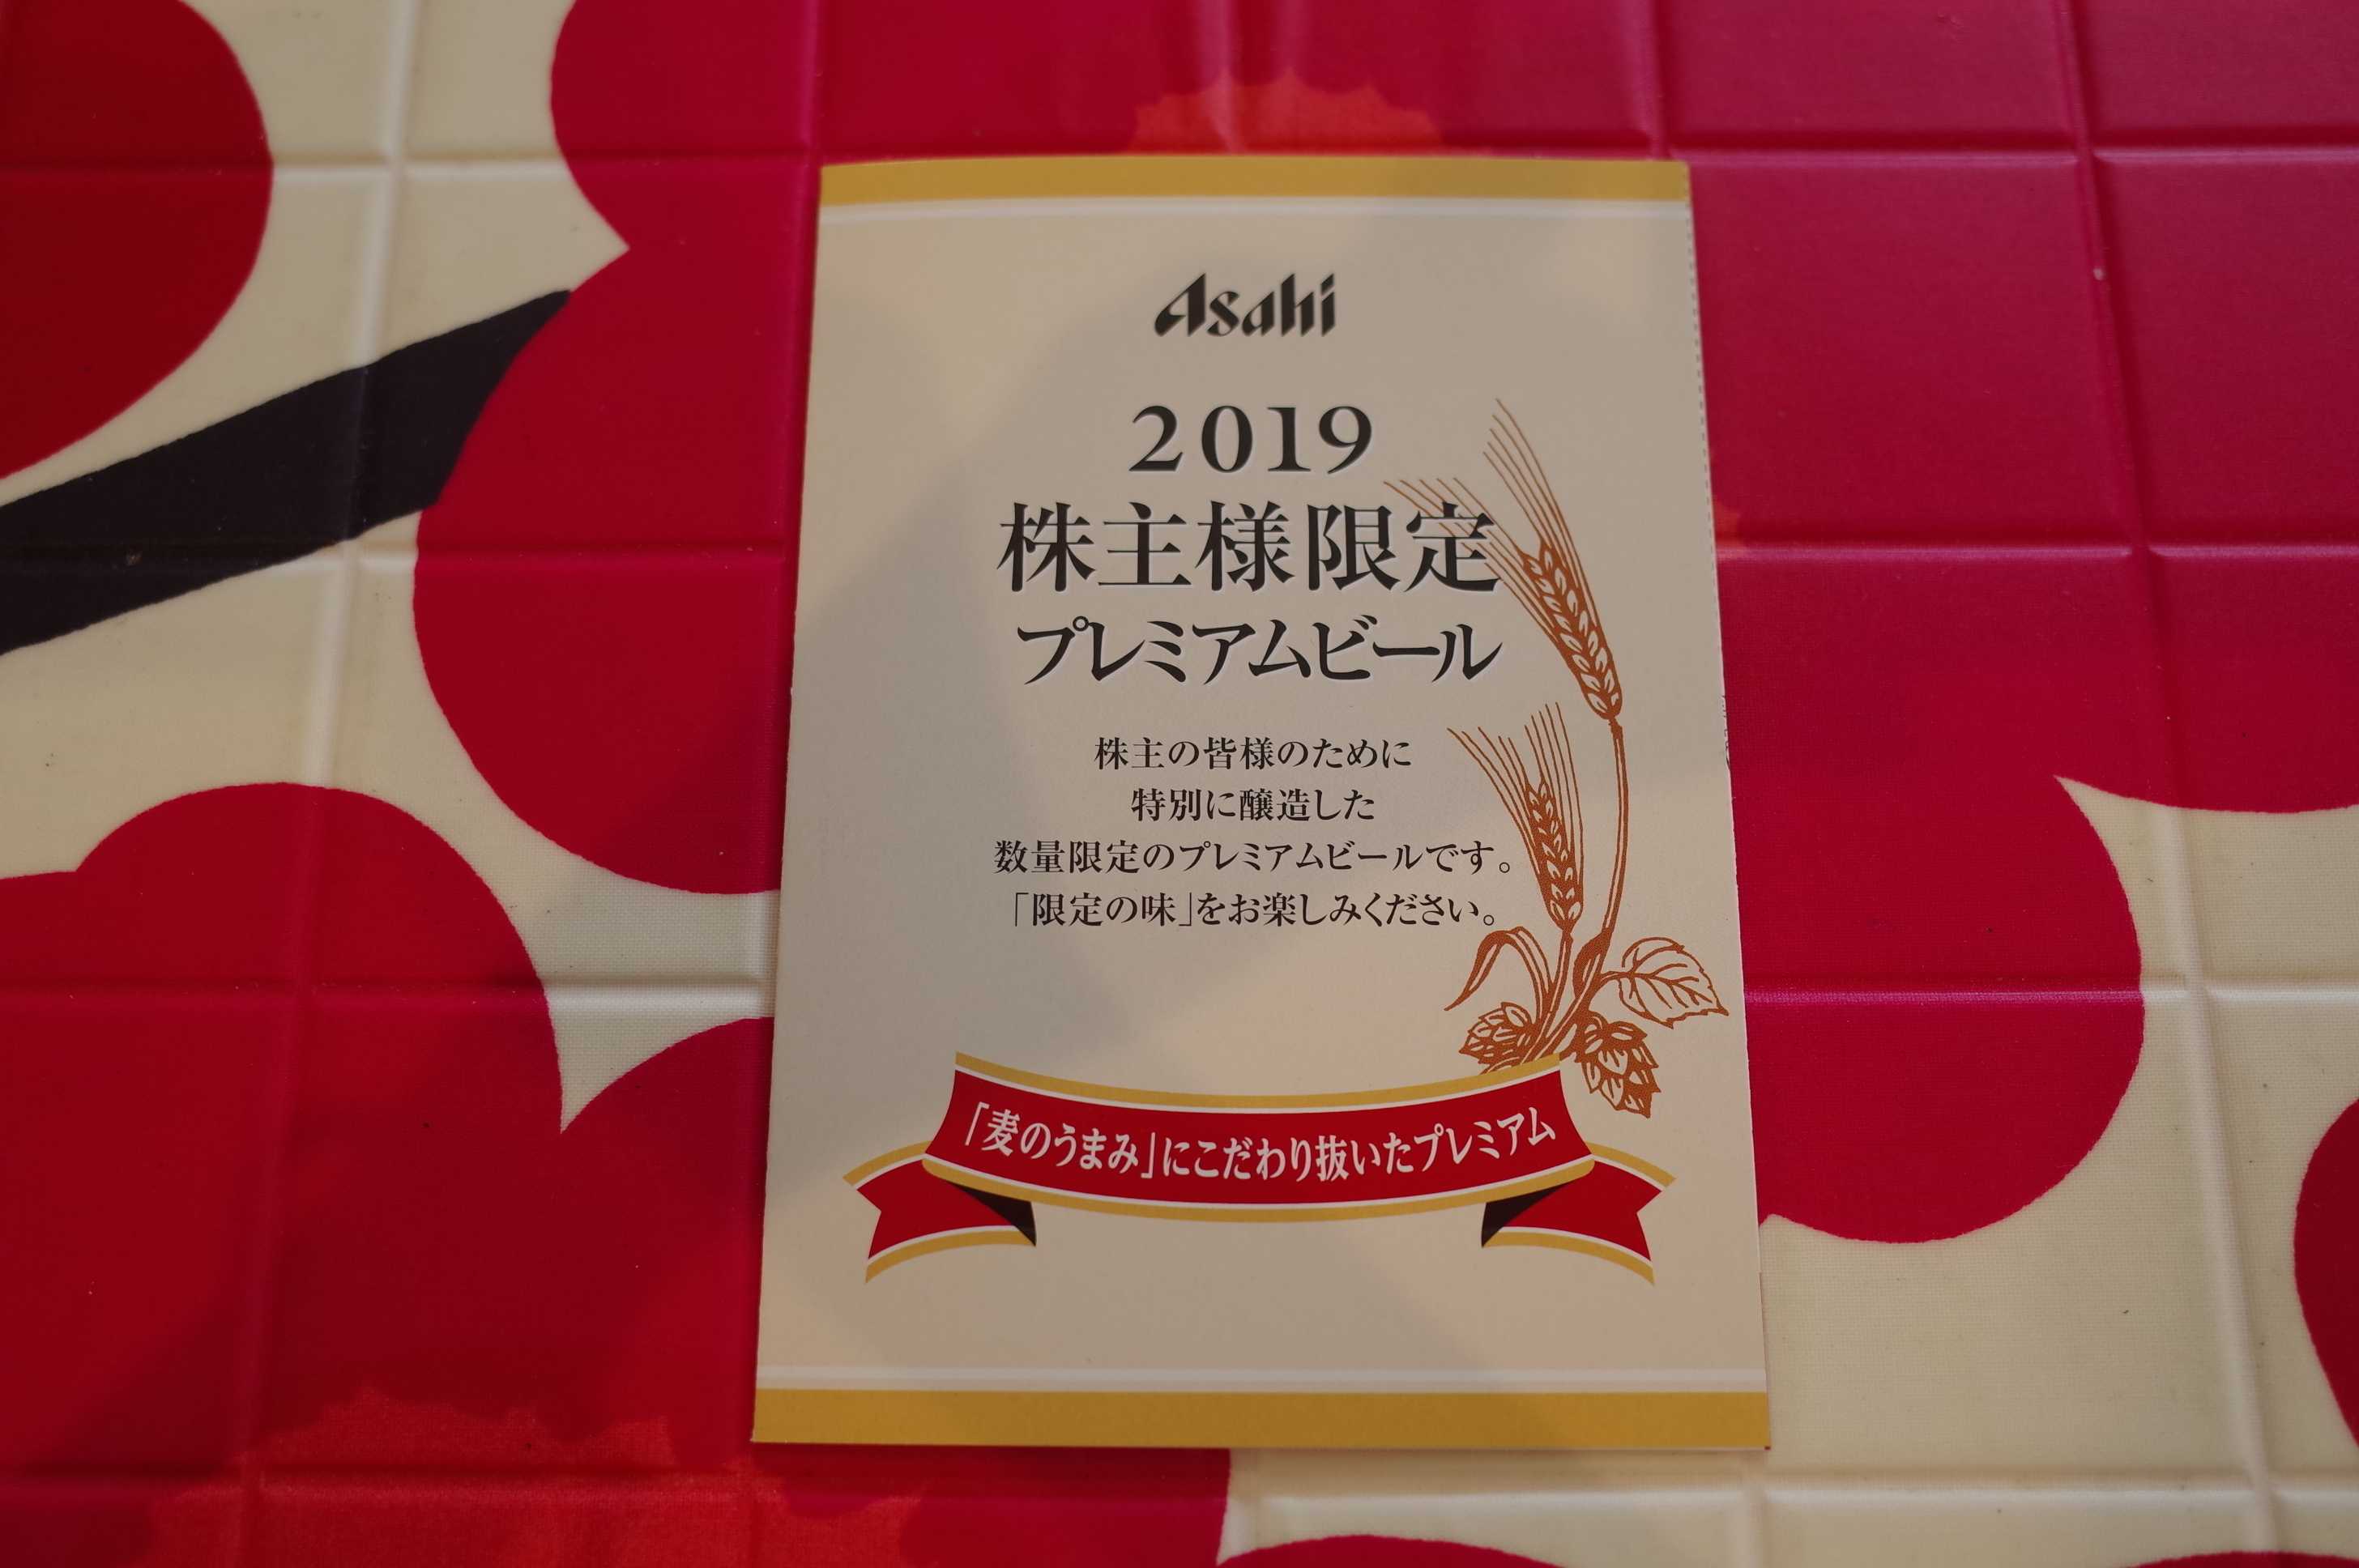 Asahi
2019
株主様限定
プレミアムビール
株主の皆様のために
特別に醸造した
数量限定のプレミアムビールです。
「限定の味」をお楽しみください。
「麦のうまみ」にこだわり抜いたプレミアム